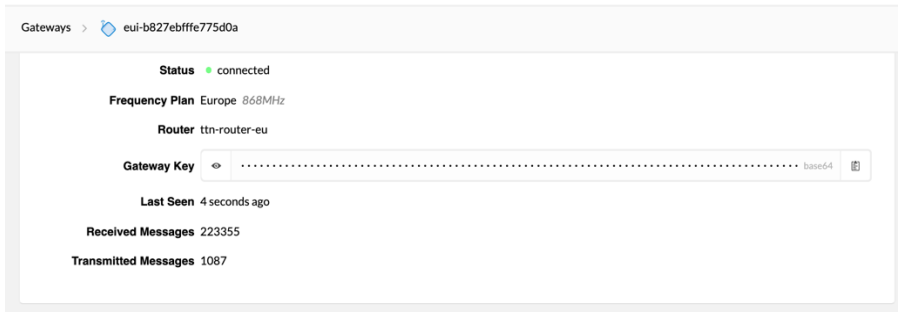 Gateways > eui-b827ebfffe775d0a
Status connected
Frequency Plan Europe 868MHz
Router ttn-router-eu
Gateway Key base64
Last Seen 4 seconds ago
Received Messages 223355
Transmitted Messages 1087